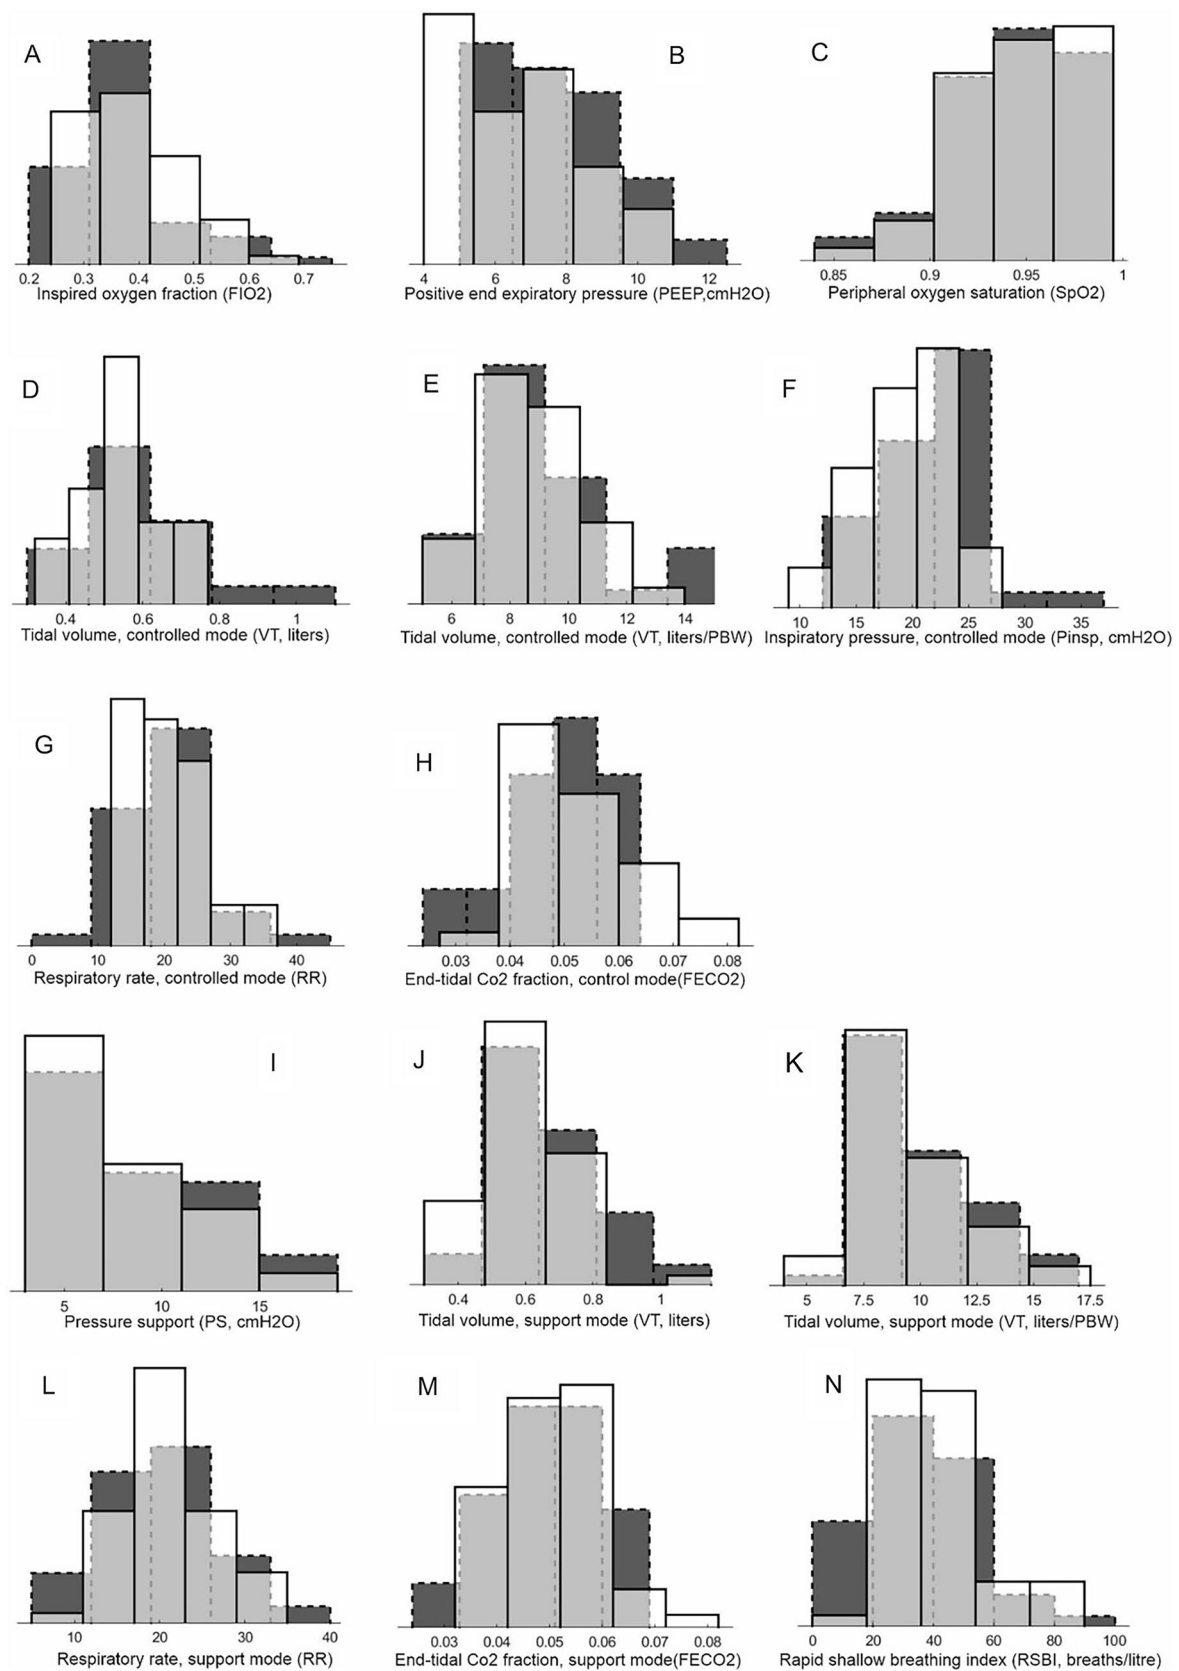 A
B
C
0.2 0.3 0.4 0.5 0.6 0.7
4 6 8 10 12
0.85 0.9 0.95 1
Inspired oxygen fraction (FIO2)
Positive end expiratory pressure (PEEP,cmH2O)
Peripheral oxygen saturation (SpO2)
D
E
F
0.4 0.6 0.8 1
6 8 10 12 14
10 15 20 25 30 35
Tidal volume, controlled mode (VT, liters)
Tidal volume, controlled mode (VT, liters/PBW)
Inspiratory pressure, controlled mode (Pinsp, cmH2O)
G
H
0 10 20 30 40
0.03 0.04 0.05 0.06 0.07 0.08
Respiratory rate, controlled mode (RR)
End-tidal Co2 fraction, control mode(FECO2)
I
J
K
5 10 15
0.4 0.6 0.8 1
5 7.5 10 12.5 15 17.5
Pressure support (PS, cmH2O)
Tidal volume, support mode (VT, liters)
Tidal volume, support mode (VT, liters/PBW)
L
M
N
10 20 30 40
0.03 0.04 0.05 0.06 0.07 0.08
0 20 40 60 80 100
Respiratory rate, support mode (RR)
End-tidal Co2 fraction, support mode(FECO2)
Rapid shallow breathing index (RSBI, breaths/litre)